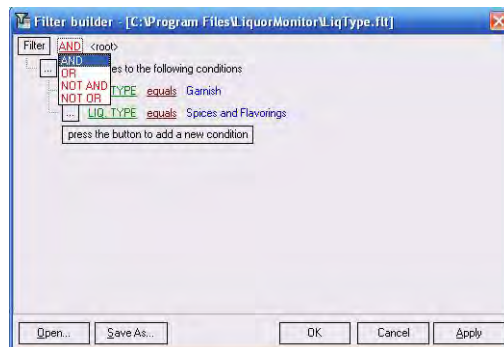 Filter builder - [C:\Program Files\LiquorMonitor\LiqType.flt]
Filter AND <root>
AND
OR
NOT AND
NOT OR
... es to the following conditions
TYPE equals Garnish
... LIQ. TYPE equals Spices and Flavorings
press the button to add a new condition
Open... Save As... OK Cancel Apply